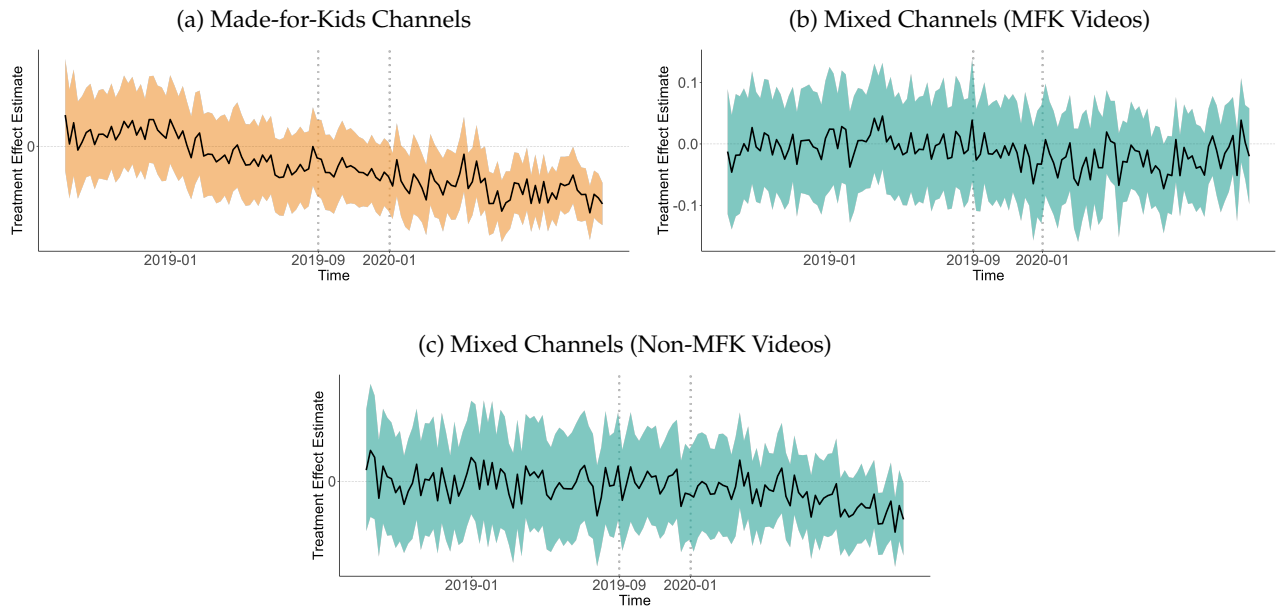 (a) Made-for-Kids Channels
Treatment Effect Estimate
0
2019-01
2019-09
2020-01
Time
(b) Mixed Channels (MFK Videos)
Treatment Effect Estimate
0.1
0.0
-0.1
2019-01
2019-09
2020-01
Time
(c) Mixed Channels (Non-MFK Videos)
Treatment Effect Estimate
0
2019-01
2019-09
2020-01
Time